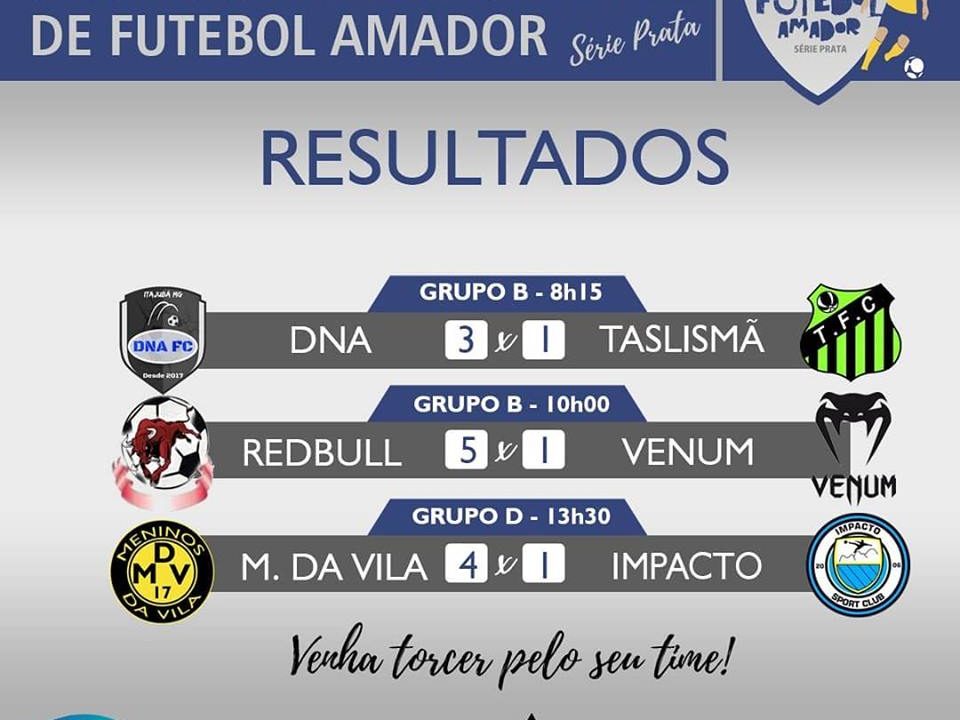 DE FUTEBOL AMADOR Série Prata
FUTEBOL
AMADOR
SÉRIE PRATA
RESULTADOS
GRUPO B - 8h15
ITAJUBÁ MG
DNA FC
Desde 2017
DNA 3 x 1 TASLISMÃ
T.F.C
GRUPO B - 10h00
REDBULL 5 x 1 VENUM
VENUM
GRUPO D - 13h30
MENINOS
D
MMV
17
DA VILA
M. DA VILA 4 x 1 IMPACTO
IMPACTO
20 06
SPORT CLUB
Venha torcer pelo seu time!